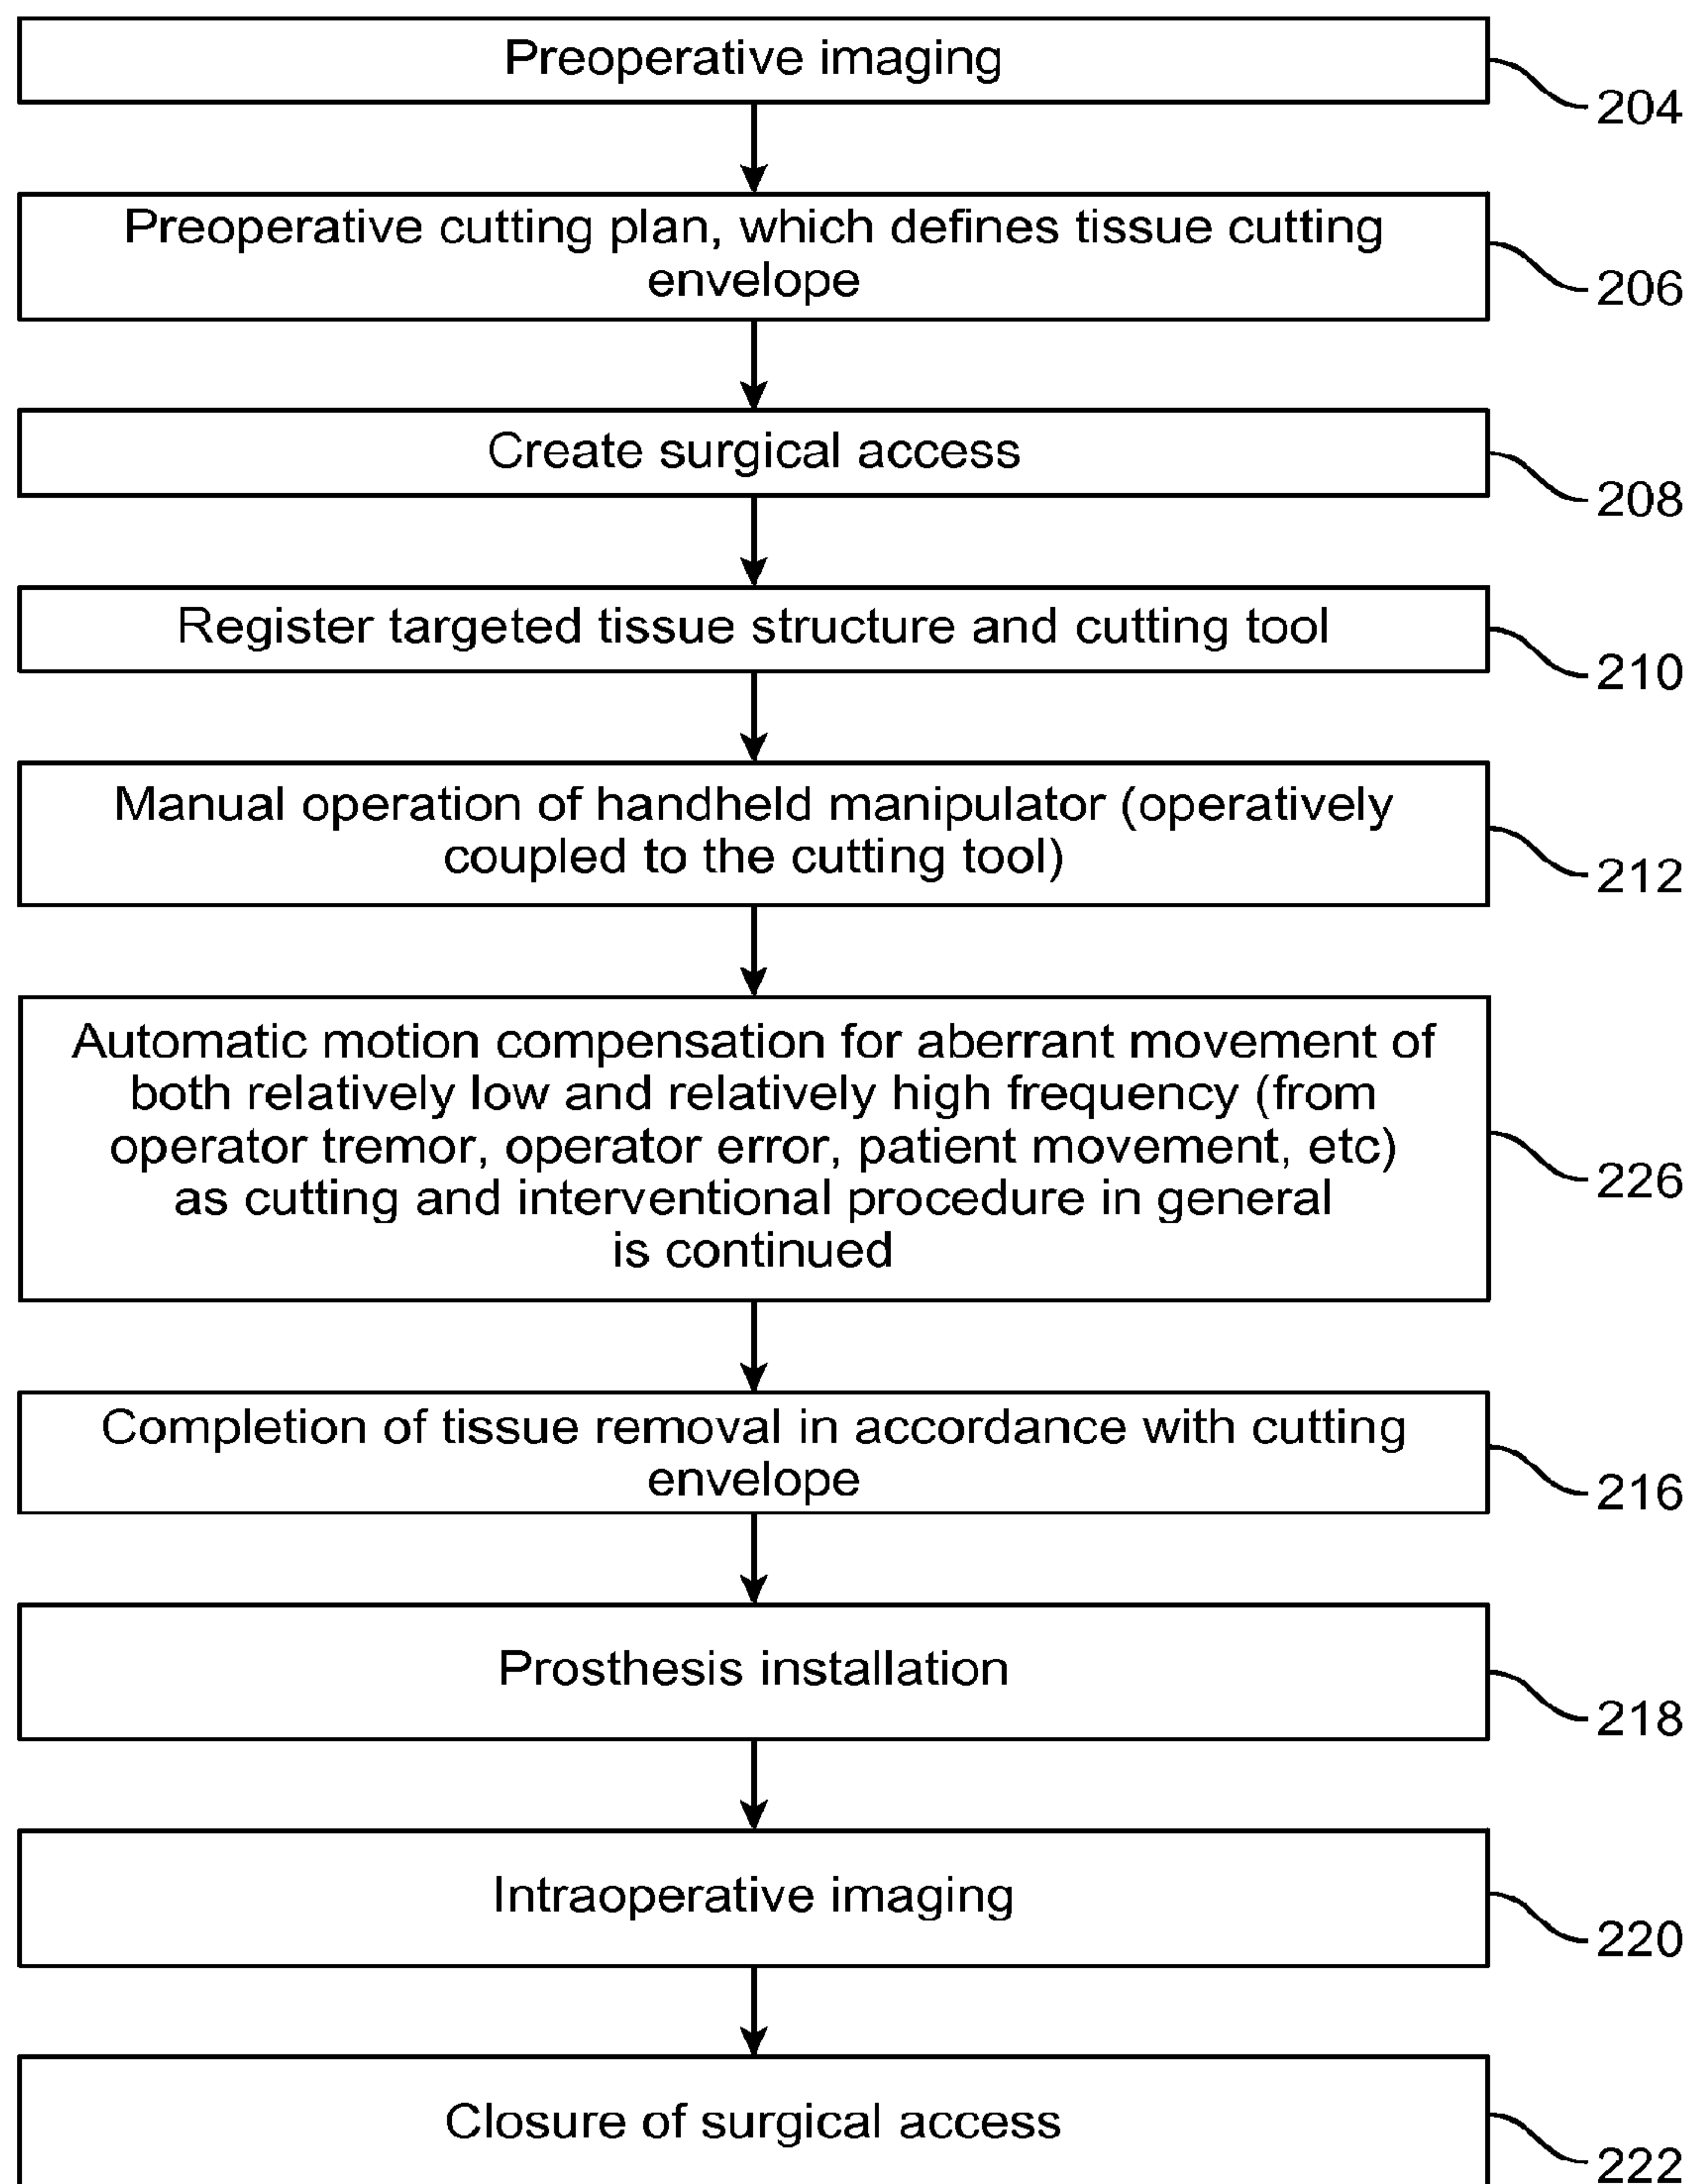 Preoperative imaging
204
Preoperative cutting plan, which defines tissue cutting
envelope
206
Create surgical access
208
Register targeted tissue structure and cutting tool
210
Manual operation of handheld manipulator (operatively
coupled to the cutting tool)
212
Automatic motion compensation for aberrant movement of
both relatively low and relatively high frequency (from
operator tremor, operator error, patient movement, etc)
as cutting and interventional procedure in general
is continued
226
Completion of tissue removal in accordance with cutting
envelope
216
Prosthesis installation
218
Intraoperative imaging
220
Closure of surgical access
222